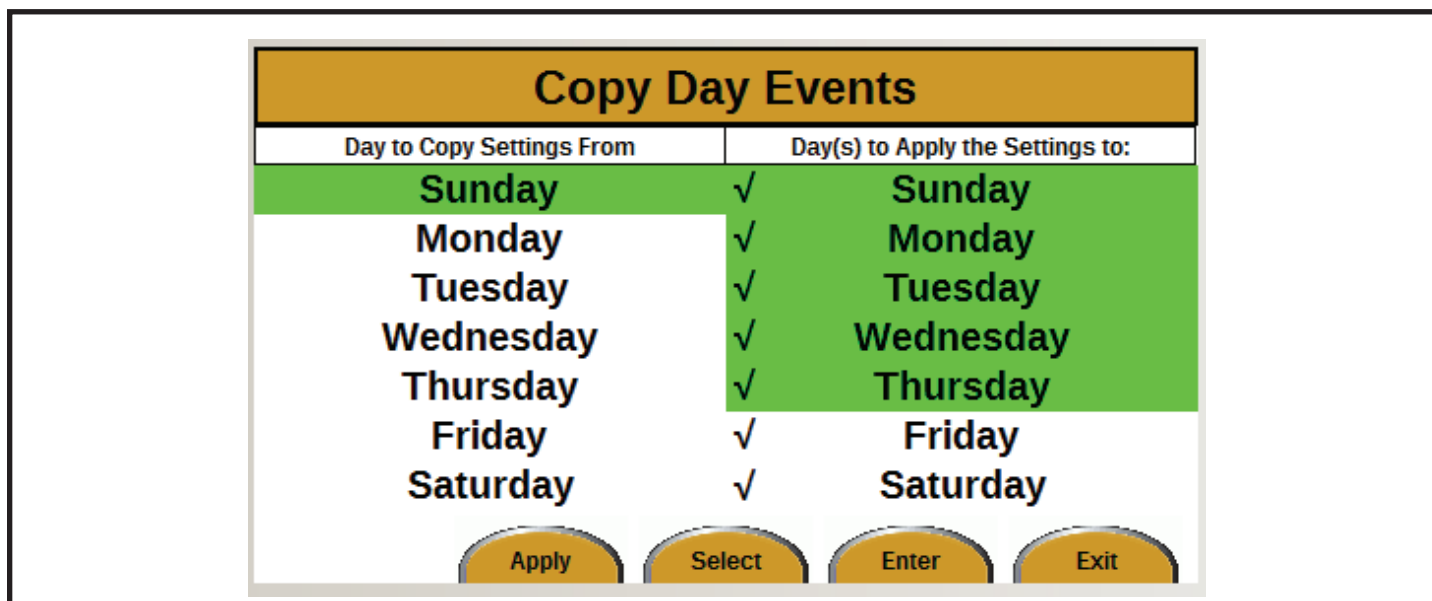 Copy Day Events
Day to Copy Settings From Day(s) to Apply the Settings to:
Sunday √ Sunday
Monday √ Monday
Tuesday √ Tuesday
Wednesday √ Wednesday
Thursday √ Thursday
Friday √ Friday
Saturday √ Saturday
Apply Select Enter Exit